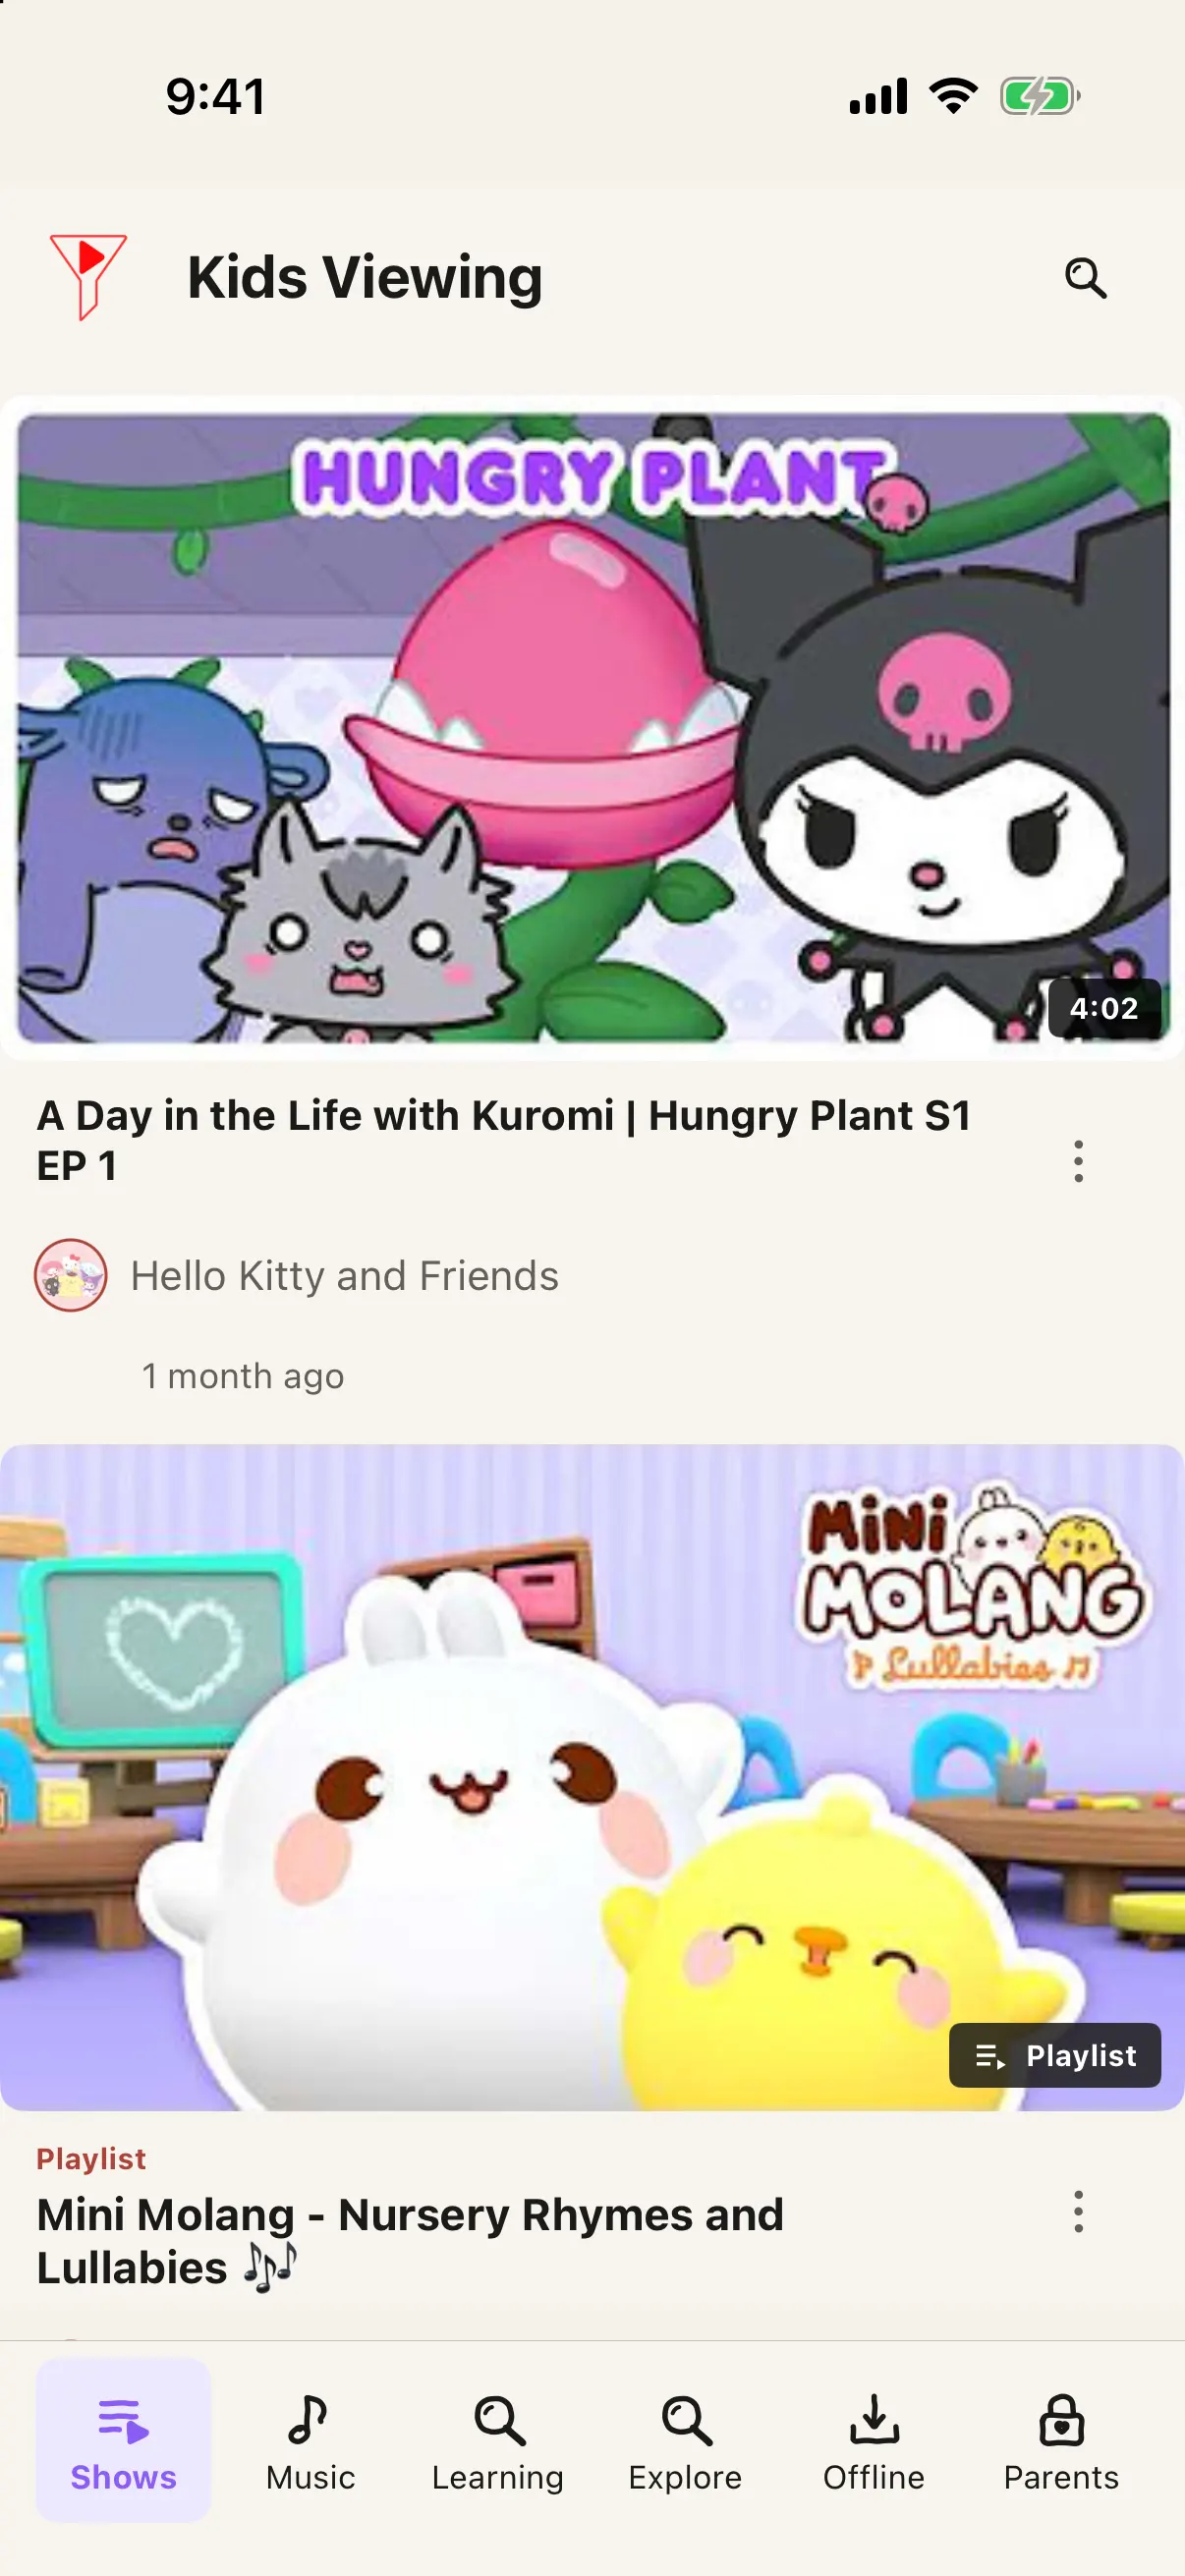 9:41
Kids Viewing
HUNGRY PLANT
4:02
A Day in the Life with Kuromi | Hungry Plant S1
EP 1
Hello Kitty and Friends
1 month ago
MiNi
MOLANG
Lullabies
Playlist
Playlist
Mini Molang - Nursery Rhymes and
Lullabies 🎶
Shows
Music
Learning
Explore
Offline
Parents